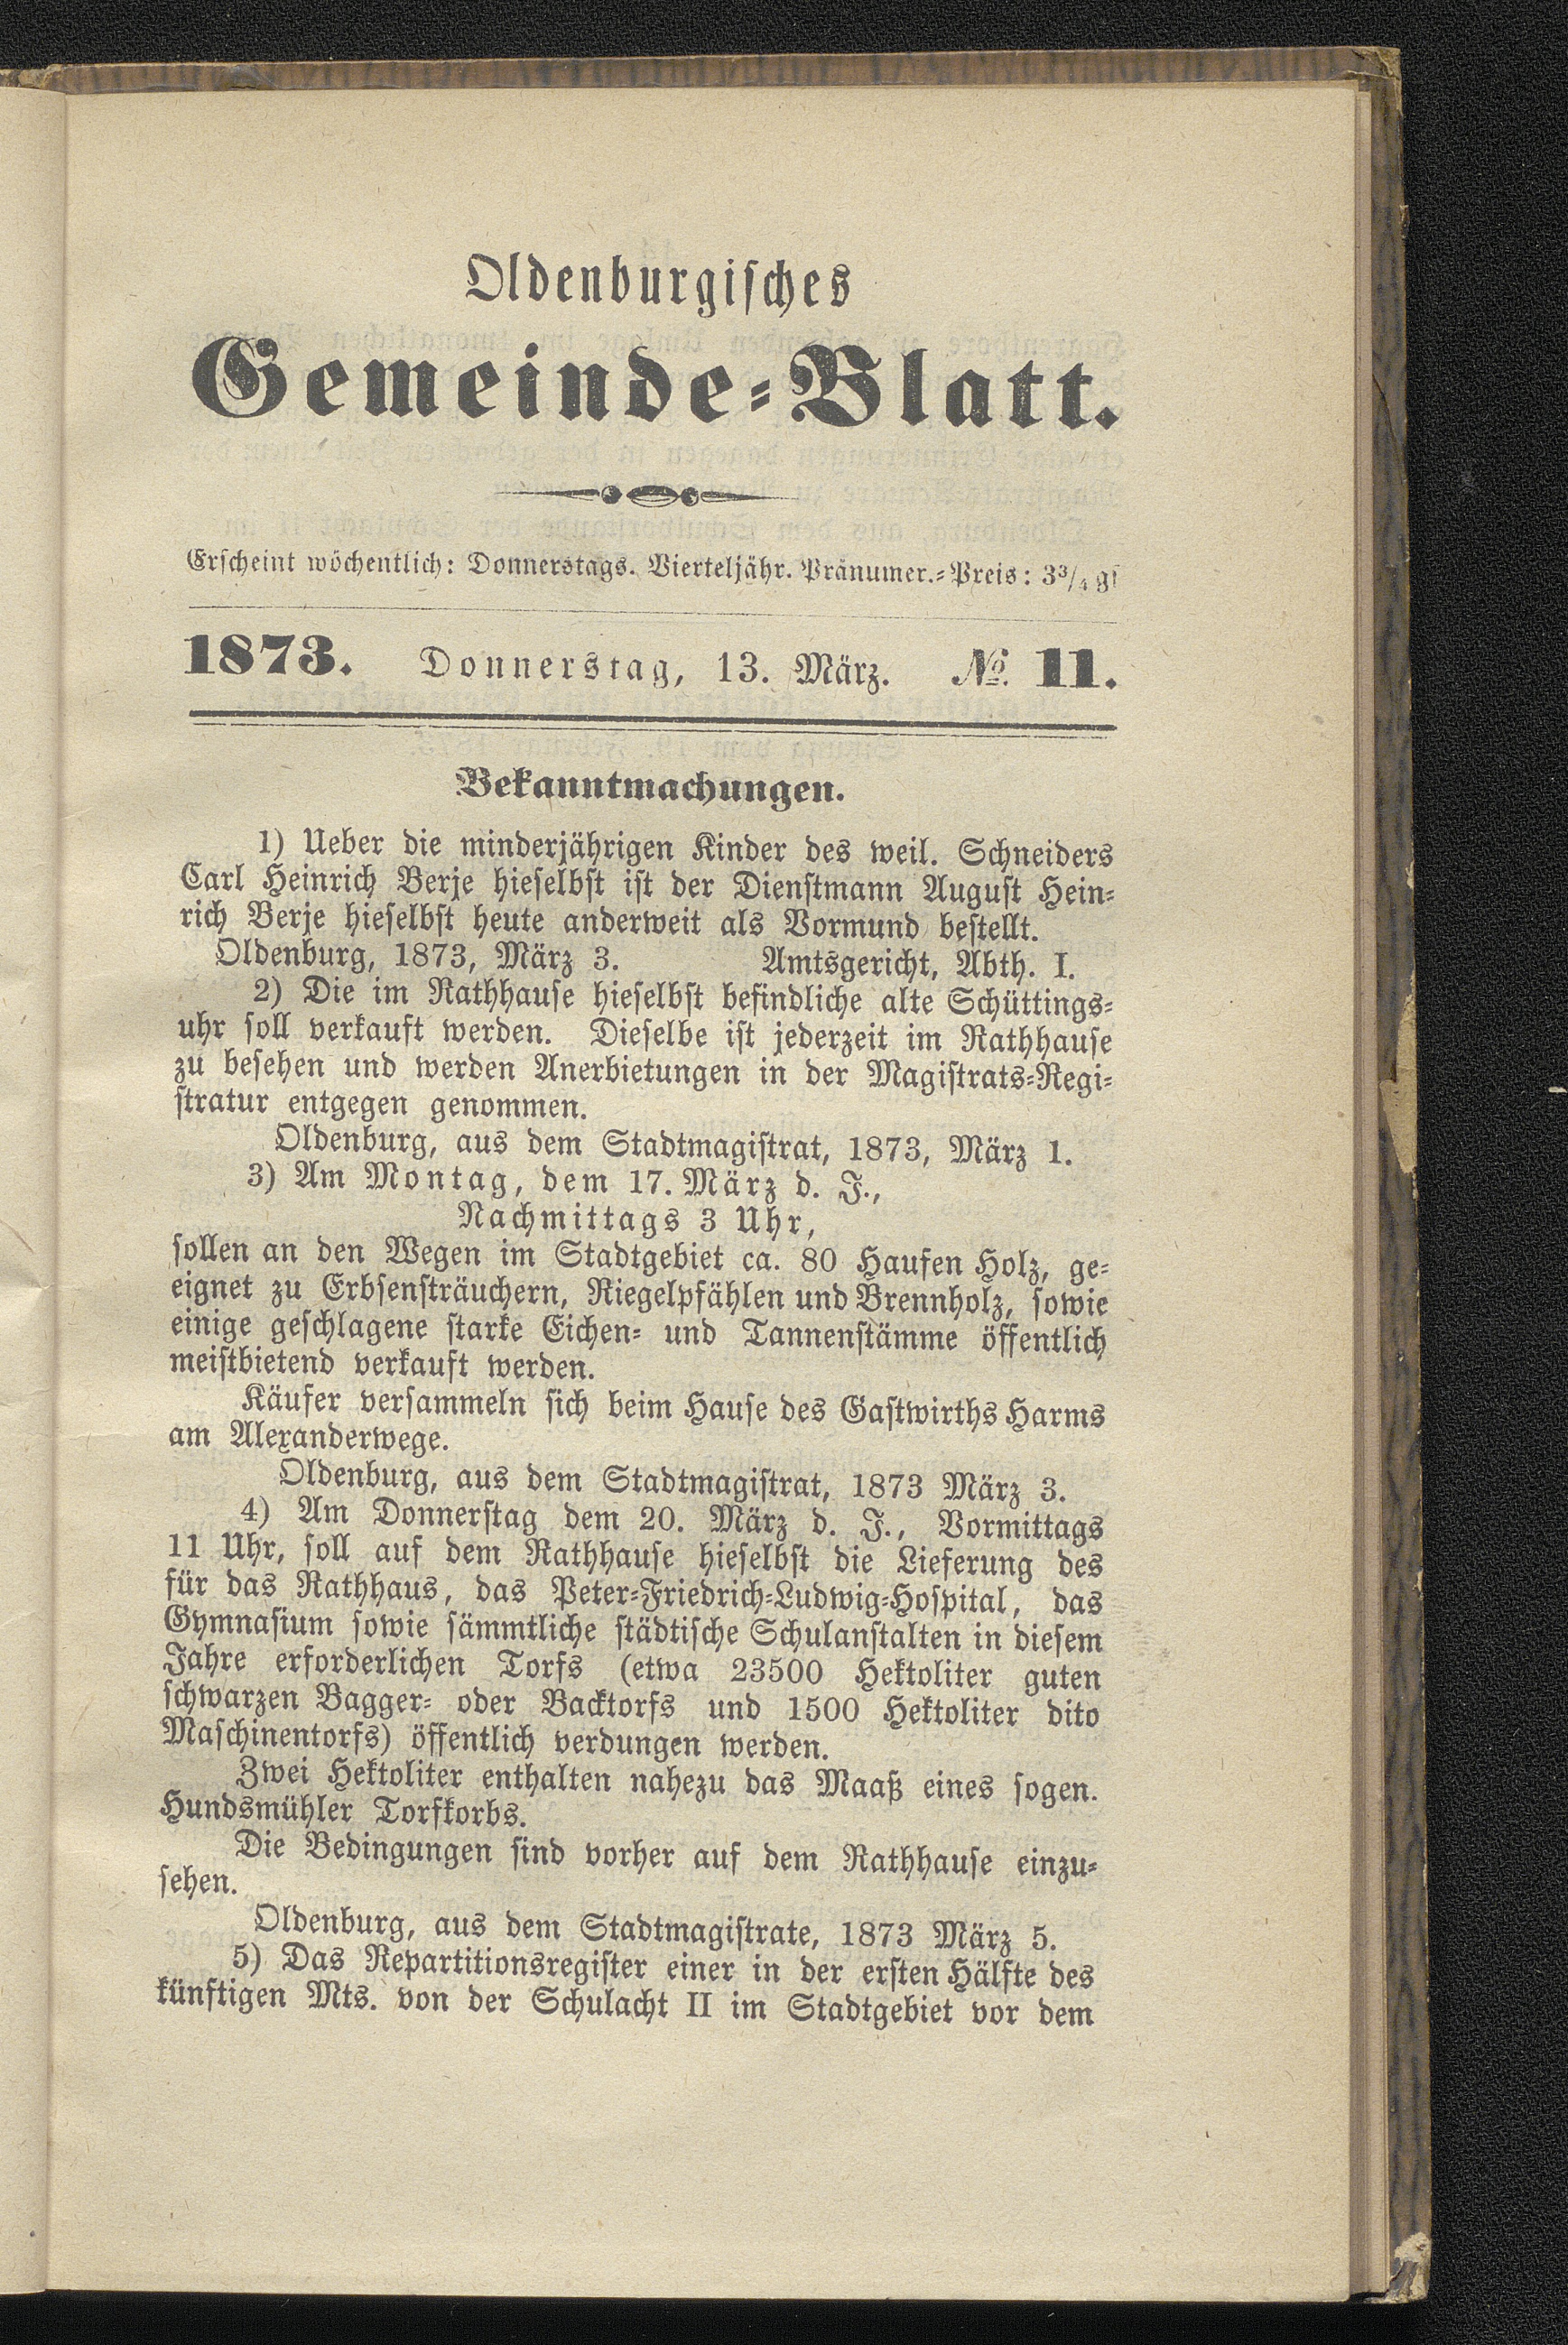 Oldenburgisches
Gemeinde-Blatt.
Erscheint wöchentlich: Donnerstags. Vierteljähr. Pränumer.-Preis: 3³/₄ gs
1873. Donnerstag, 13. März. №. 11.
Bekanntmachungen.
1) Ueber die minderjährigen Kinder des weil. Schneiders
Carl Heinrich Berje hieselbst ist der Dienstmann August Hein-
rich Berje hieselbst heute anderweit als Vormund bestellt.
Oldenburg, 1873, März 3. Amtsgericht, Abth. I.
2) Die im Rathhause hieselbst befindliche alte Schüttings-
uhr soll verkauft werden. Dieselbe ist jederzeit im Rathhause
zu besehen und werden Anerbietungen in der Magistrats-Regi-
stratur entgegen genommen.
Oldenburg, aus dem Stadtmagistrat, 1873, März 1.
3) Am Montag, dem 17. März d. J.,
Nachmittags 3 Uhr,
sollen an den Wegen im Stadtgebiet ca. 80 Haufen Holz, ge-
eignet zu Erbsensträuchern, Riegelpfählen und Brennholz, sowie
einige geschlagene starke Eichen- und Tannenstämme öffentlich
meistbietend verkauft werden.
Käufer versammeln sich beim Hause des Gastwirths Harms
am Alexanderwege.
Oldenburg, aus dem Stadtmagistrat, 1873 März 3.
4) Am Donnerstag dem 20. März d. J., Vormittags
11 Uhr, soll auf dem Rathhause hieselbst die Lieferung des
für das Rathhaus, das Peter-Friedrich-Ludwig-Hospital, das
Gymnasium sowie sämmtliche städtische Schulanstalten in diesem
Jahre erforderlichen Torfs (etwa 23500 Hektoliter guten
schwarzen Bagger- oder Backtorfs und 1500 Hektoliter dito
Maschinentorfs) öffentlich verdungen werden.
Zwei Hektoliter enthalten nahezu das Maaß eines sogen.
Hundsmühler Torfkorbs.
Die Bedingungen sind vorher auf dem Rathhause einzu-
sehen.
Oldenburg, aus dem Stadtmagistrate, 1873 März 5.
5) Das Repartitionsregister einer in der ersten Hälfte des
künftigen Mts. von der Schulacht II im Stadtgebiet vor dem